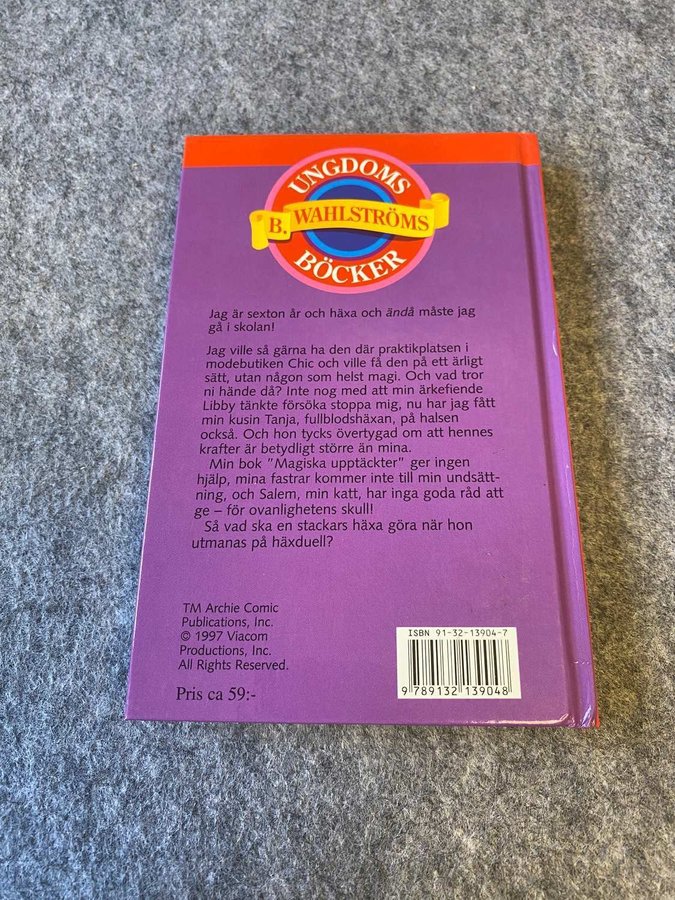 UNGDOMS
B. WAHLSTRÖMS
BÖCKER
Jag är sexton år och häxa och ändå måste jag
gå i skolan!
Jag ville så gärna ha den där praktikplatsen i
modebutiken Chic och ville få den på ett ärligt
sätt, utan någon som helst magi. Och vad tror
ni hände då? Inte nog med att min ärkefiende
Libby tänkte försöka stoppa mig, nu har jag fått
min kusin Tanja, fullblodshäxan, på halsen
också. Och hon tycks övertygad om att hennes
krafter är betydligt större än mina.
Min bok "Magiska upptäckter" ger ingen
hjälp, mina fastrar kommer inte till min undsätt-
ning, och Salem, min katt, har inga goda råd att
ge – för ovanlighetens skull!
Så vad ska en stackars häxa göra när hon
utmanas på häxduell?
TM Archie Comic
Publications, Inc.
© 1997 Viacom
Productions, Inc.
All Rights Reserved.
Pris ca 59:-
ISBN 91-32-13904-7
9 789132 139048